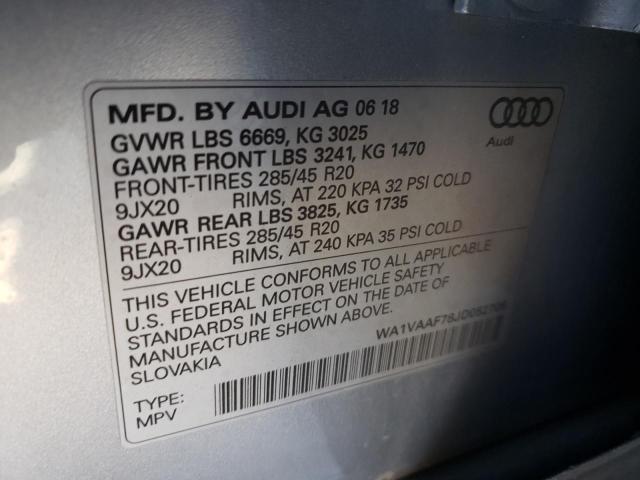 MFD. BY AUDI AG 06 18
Audi
GVWR LBS 6669, KG 3025
GAWR FRONT LBS 3241, KG 1470
FRONT-TIRES 285/45 R20
9JX20 RIMS, AT 220 KPA 32 PSI COLD
GAWR REAR LBS 3825, KG 1735
REAR-TIRES 285/45 R20
9JX20 RIMS, AT 240 KPA 35 PSI COLD
THIS VEHICLE CONFORMS TO ALL APPLICABLE
U.S. FEDERAL MOTOR VEHICLE SAFETY
STANDARDS IN EFFECT ON THE DATE OF
MANUFACTURE SHOWN ABOVE
SLOVAKIA
TYPE:
MPV